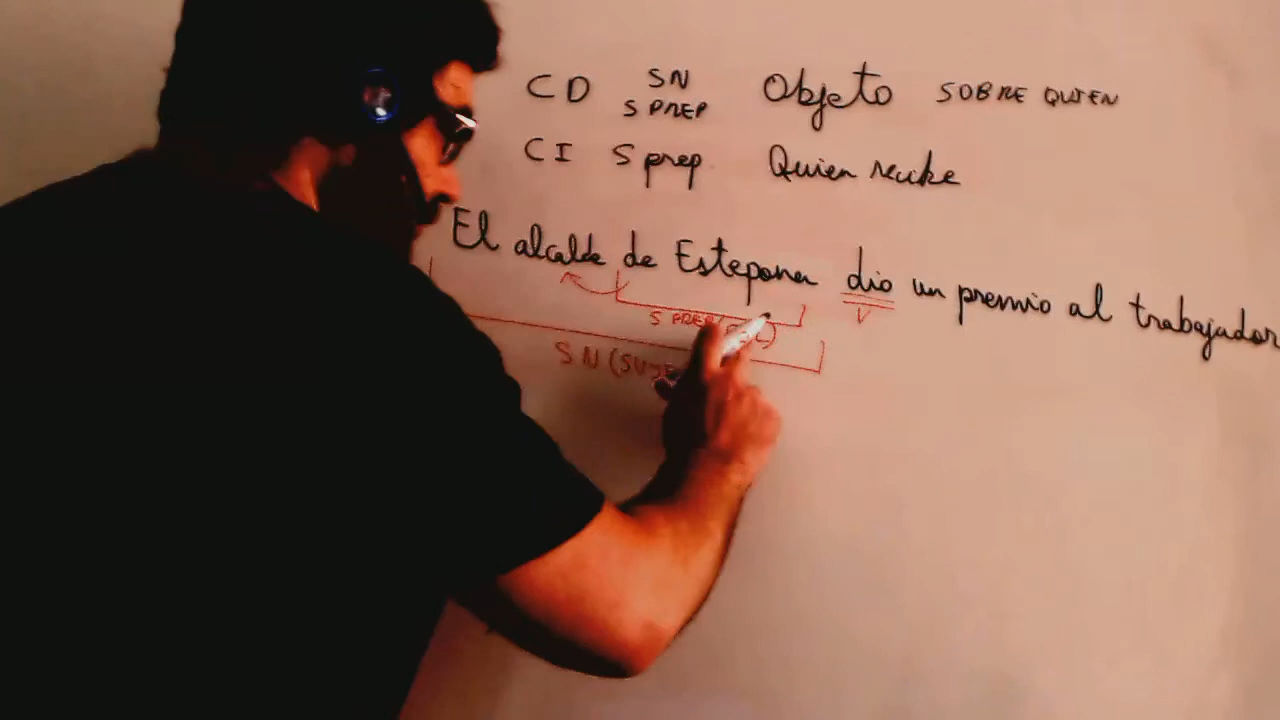 CD SN S PREP Objeto SOBRE QUIEN
CI S prep. Quien recibe
El alcalde de Estepona dio un premio al trabajador
S PREP V
SN (SUJE